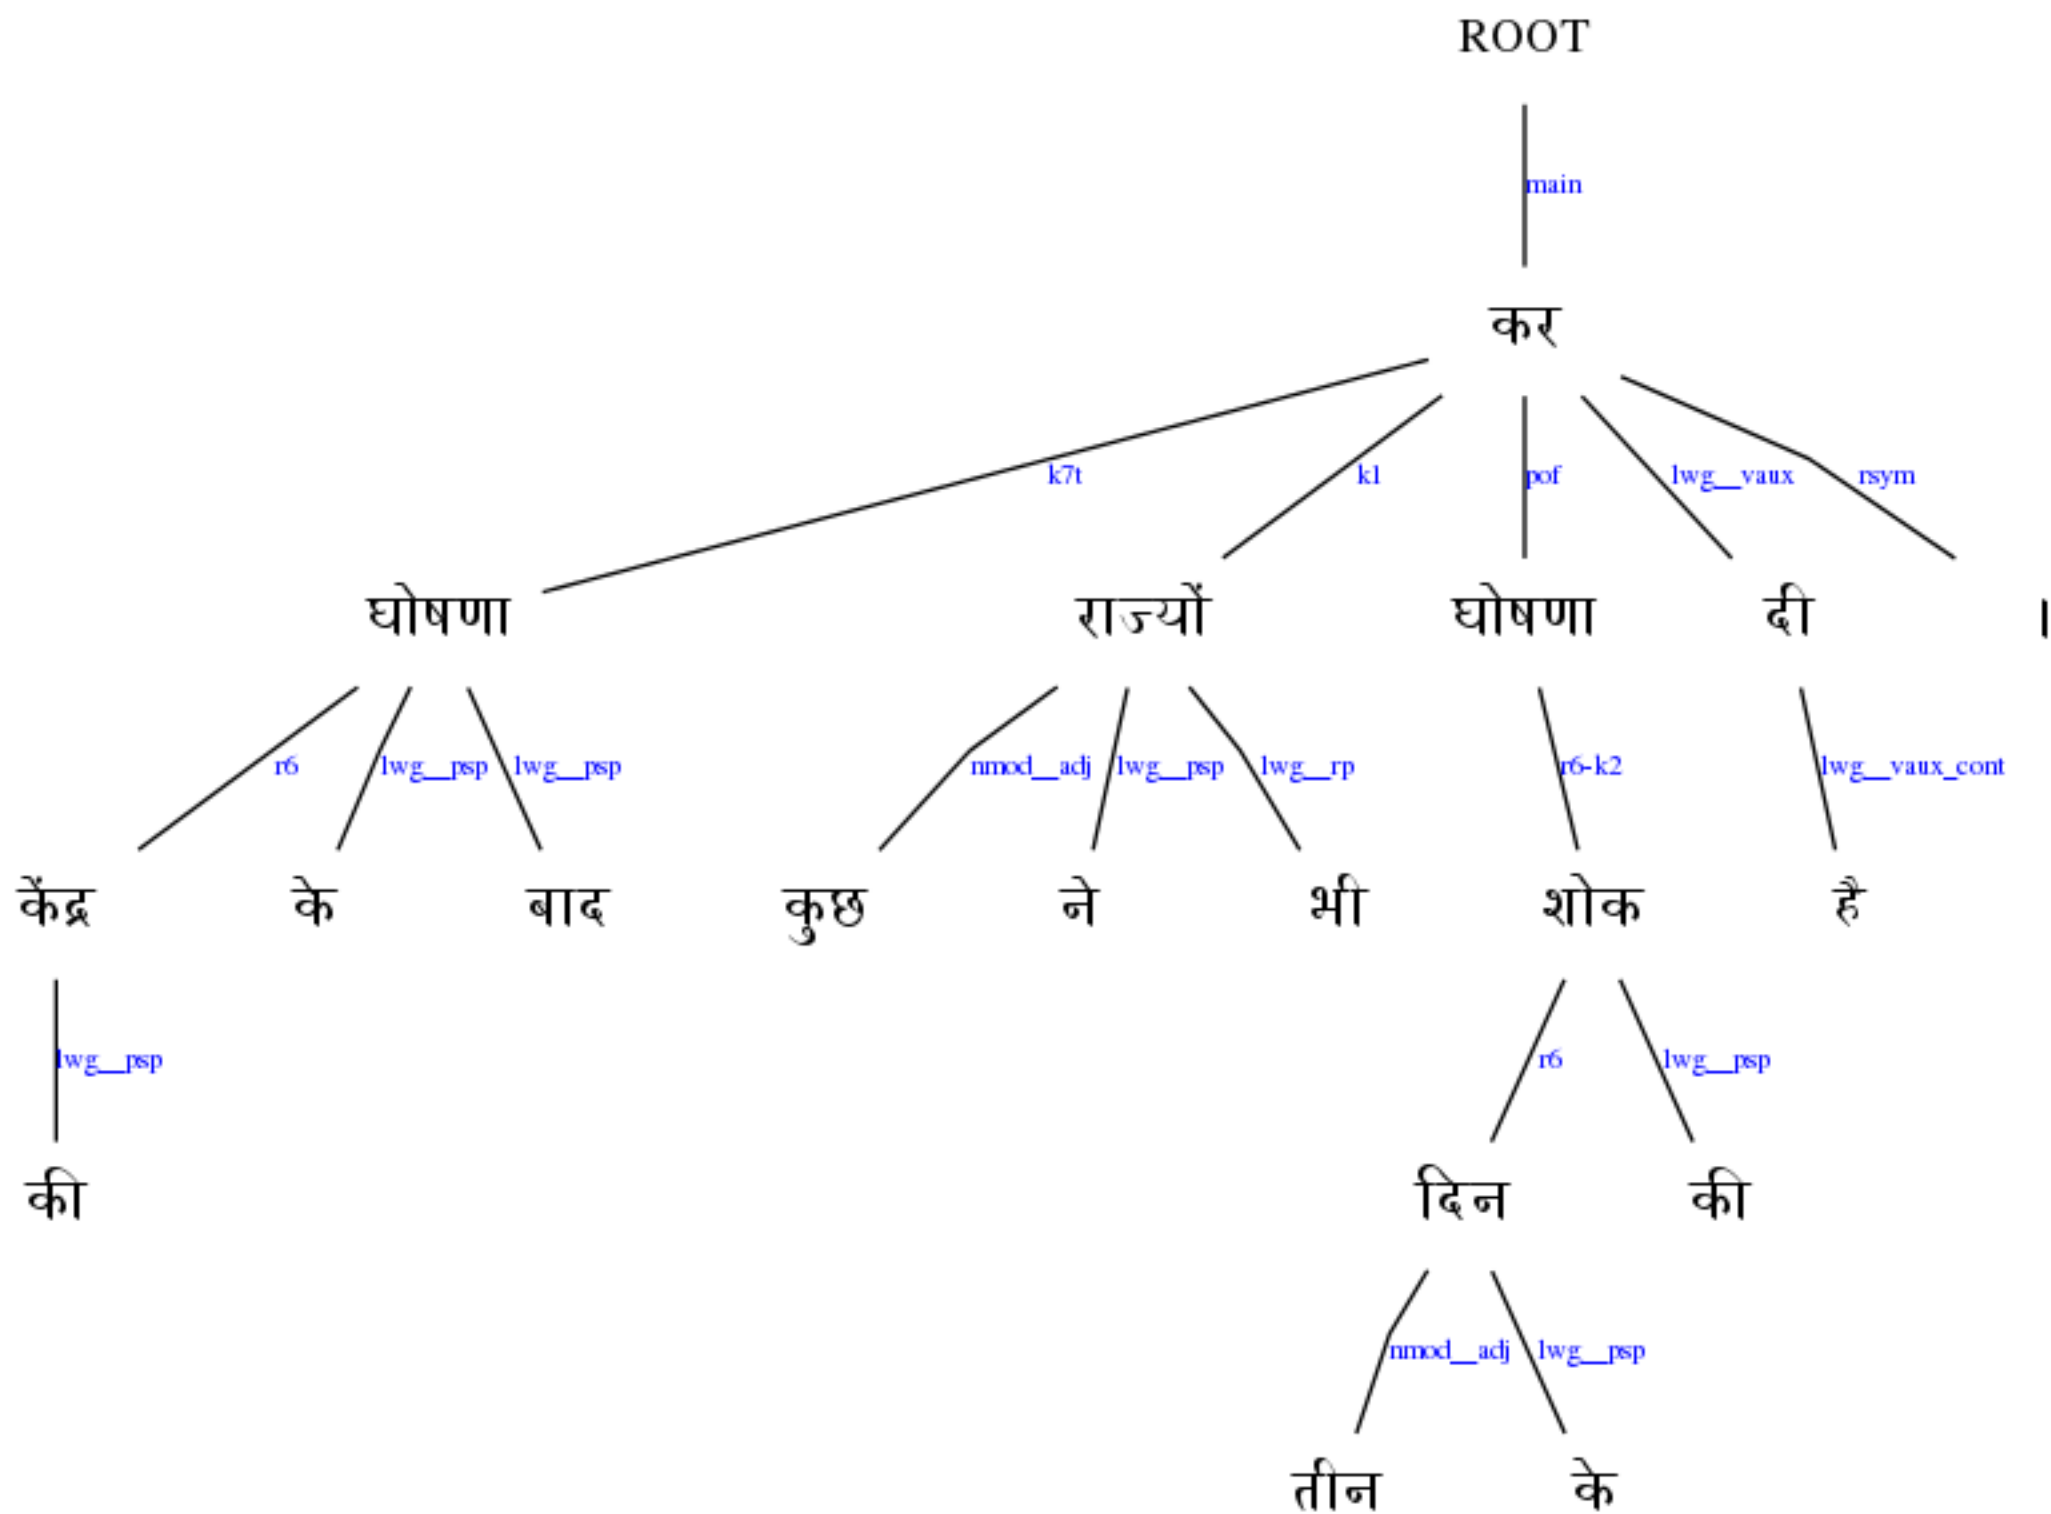 ROOT
main
कर
k7t k1 pof lwg__vaux rsym
घोषणा राज्यों घोषणा दी ।
r6 lwg__psp lwg__psp nmod__adj lwg__psp lwg__rp r6-k2 lwg__vaux_cont
केंद्र के बाद कुछ ने भी शोक है
lwg__psp r6 lwg__psp
की दिन की
nmod__adj lwg__psp
तीन के